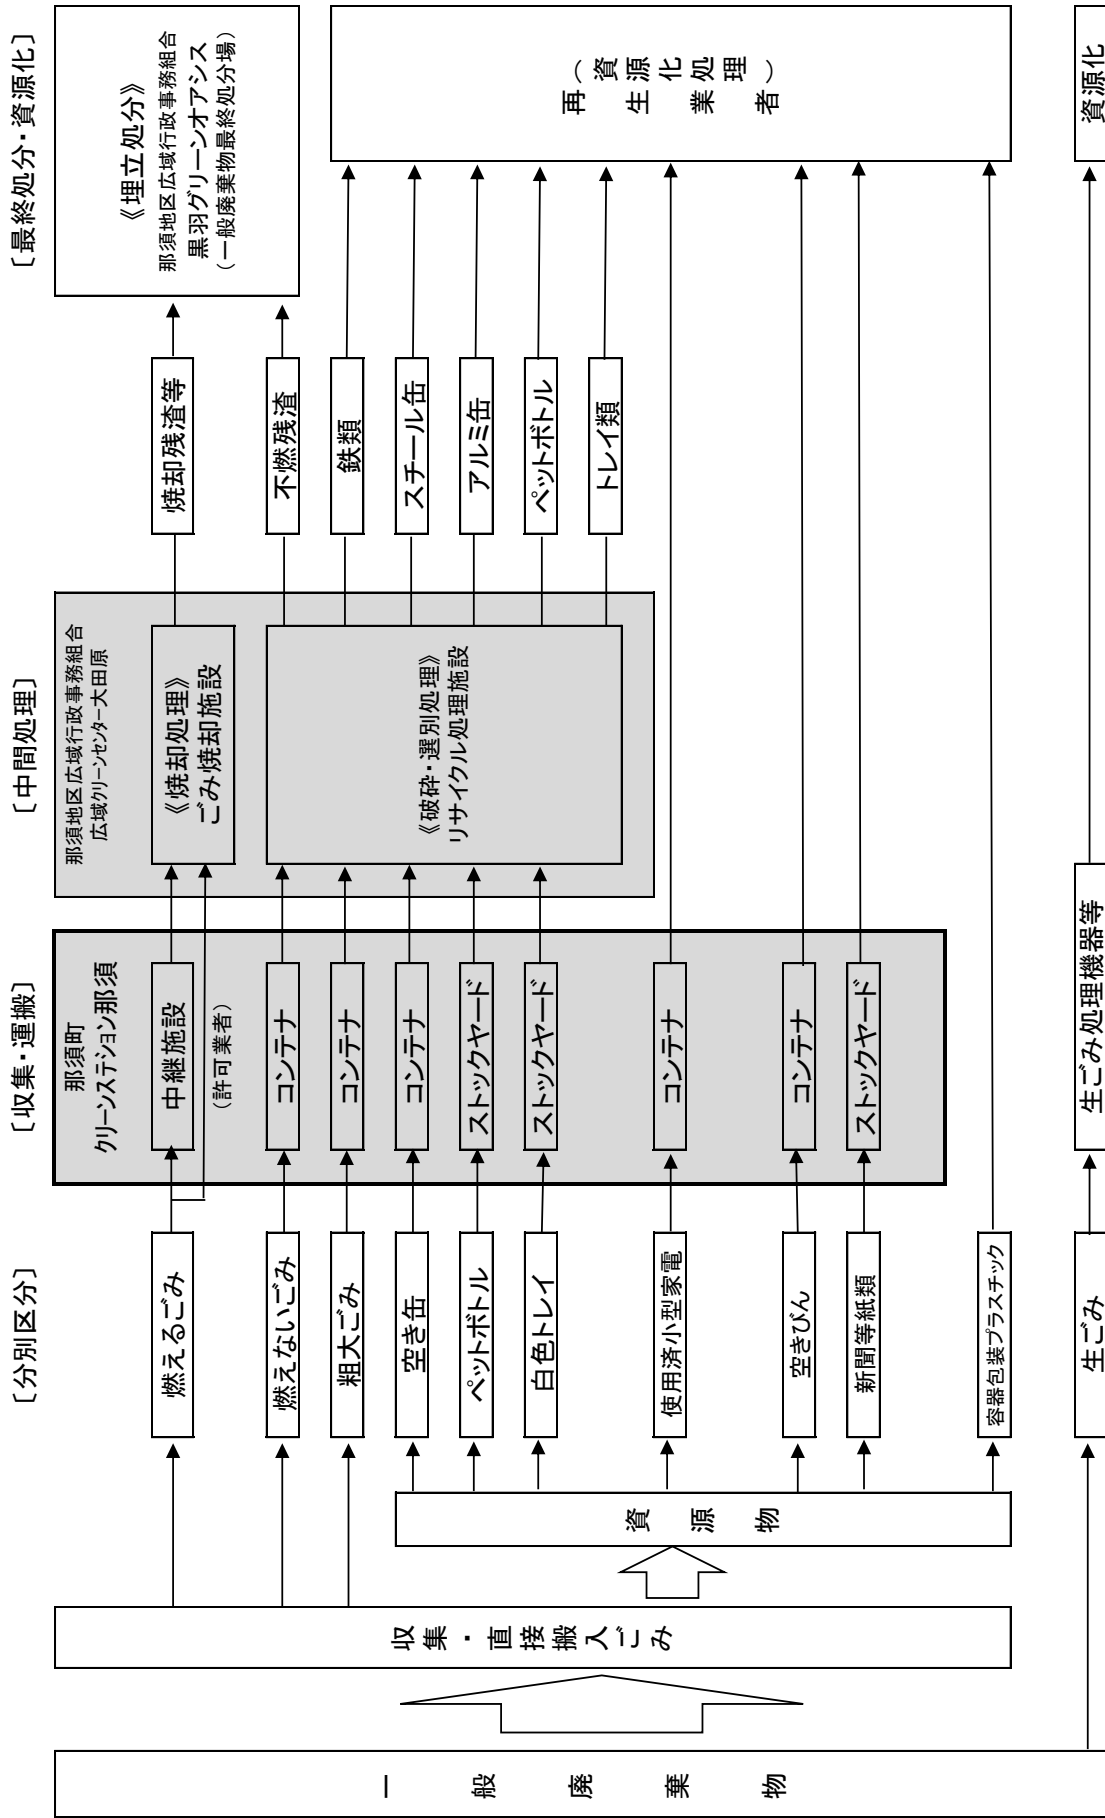 ［分別区分］
［収集・運搬］
［中間処理］
［最終処分・資源化］
一般廃棄物
収集・直接搬入ごみ
資源物
燃えるごみ
燃えないごみ
粗大ごみ
空き缶
ペットボトル
白色トレイ
使用済小型家電
空きびん
新聞等紙類
容器包装プラスチック
生ごみ
那須町
クリーンステション那須
中継施設
（許可業者）
コンテナ
コンテナ
コンテナ
ストックヤード
ストックヤード
コンテナ
コンテナ
ストックヤード
生ごみ処理機器等
那須地区広域行政事務組合
広域クリーンセンター大田原
《焼却処理》
ごみ焼却施設
《破砕・選別処理》
リサイクル処理施設
焼却残渣等
不燃残渣
鉄類
スチール缶
アルミ缶
ペットボトル
トレイ類
《埋立処分》
那須地区広域行政事務組合
黒羽グリーンオアシス
（一般廃棄物最終処分場）
（資源化処理）
再生業者
資源化